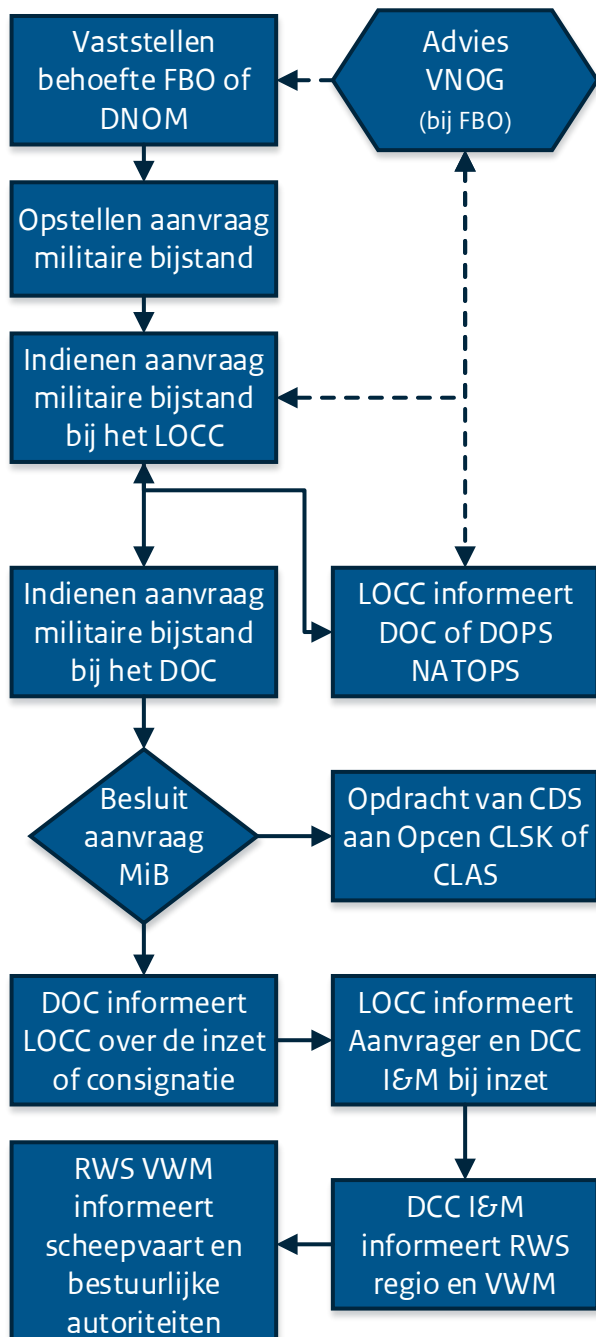 Vaststellen
behoefte FBO of
DNOM
Advies
VNOG
(bij FBO)
Opstellen aanvraag
militaire bijstand
Indienen aanvraag
militaire bijstand
bij het LOCC
Indienen aanvraag
militaire bijstand
bij het DOC
LOCC informeert
DOC of DOPS
NATOPS
Besluit
aanvraag
MiB
Opdracht van CDS
aan Opcen CLSK of
CLAS
DOC informeert
LOCC over de inzet
of consignatie
LOCC informeert
Aanvrager en DCC
I&M bij inzet
RWS VWM
informeert
scheepvaart en
bestuurlijke
autoriteiten
DCC I&M
informeert RWS
regio en VWM